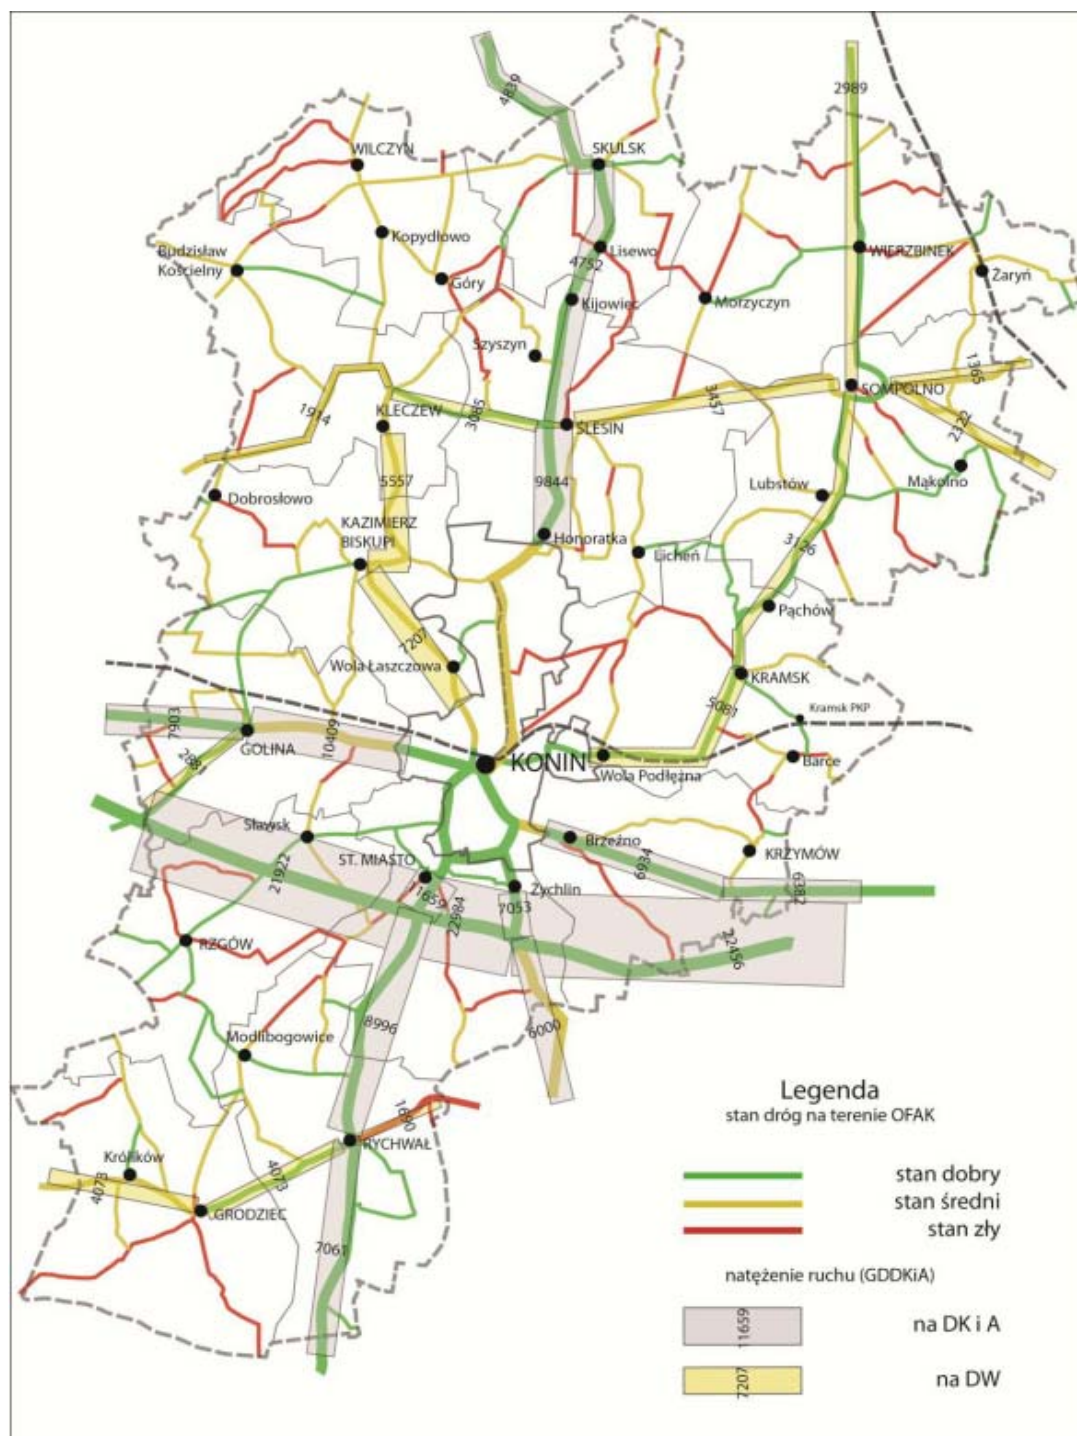 4839
2989
WILCZYN
SKULSK
Kopydłowo
Budzisław
Kościelny
Lisewo
WIERZBINEK
4752
Góry
Żaryń
Kijowiec
Morzyczyn
Szyszyn
1365
SOMPOLNO
3457
1914
KLECZEW
3085
ŚLESIN
2322
5557
9844
Lubstów
Mąkolno
Dobrosłowo
KAZIMIERZ
BISKUPI
Honoratka
Licheń
3126
Pąchów
7207
Wola Łaszczowa
KRAMSK
5081
Kramsk PKP
7903
10409
GOLINA
2881
KONIN
Wola Podłężna
Barce
Sławsk
Brzeźno
ST. MIASTO
6934
KRZYMÓW
21922
11659
22984
Żychlin
7053
6382
RZGÓW
22456
8996
6000
Modlibogowice
1690
RYCHWAŁ
Królików
4073
4073
GRODZIEC
7061
Legenda
stan dróg na terenie OFAK
stan dobry
stan średni
stan zły
natężenie ruchu (GDDKiA)
11659
na DK i A
7207
na DW